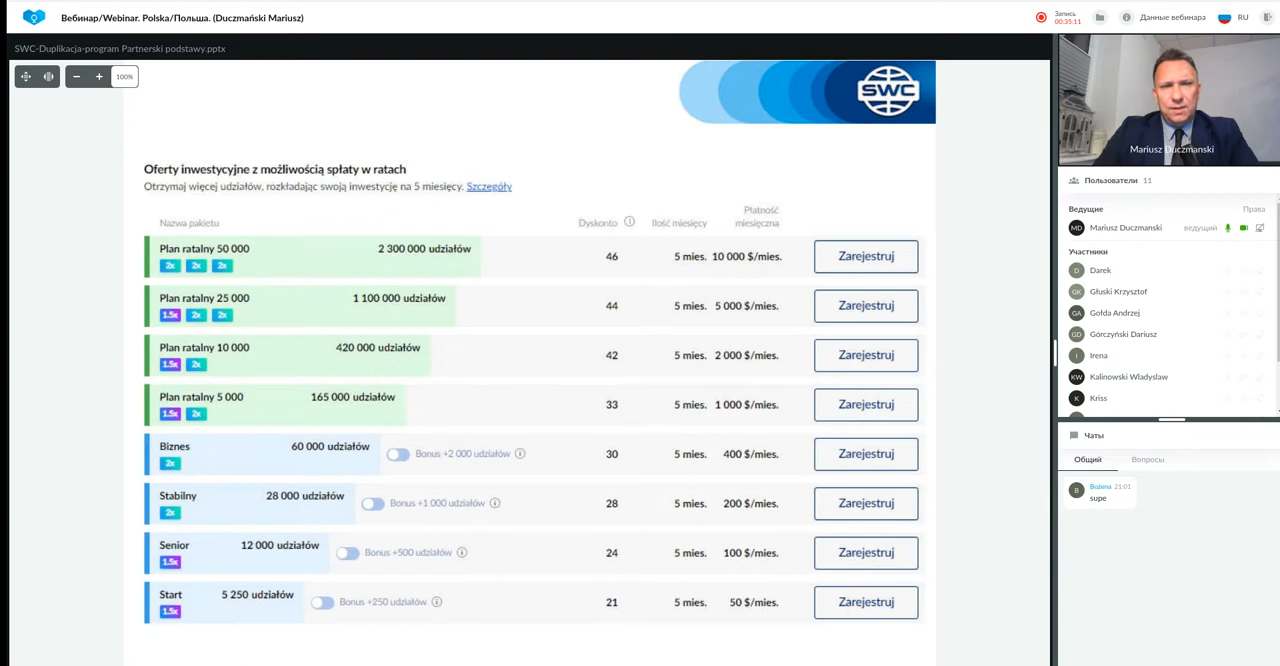 Вебинар/Webinar. Polska/Польша. (Duczmański Mariusz)
Запись
00:35:11
Данные вебинара
RU
SWC-Duplikacja-program Partnerski podstawy.pptx
100%
SWC
Oferty inwestycyjne z możliwością spłaty w ratach
Otrzymaj więcej udziałów, rozkładając swoją inwestycję na 5 miesięcy. Szczegóły
Nazwa pakietu Dyskonto Ilość miesięcy Płatność miesięczna
Plan ratalny 50 000 2 300 000 udziałów 46 5 mies. 10 000 $/mies. Zarejestruj
2x 2x 2x
Plan ratalny 25 000 1 100 000 udziałów 44 5 mies. 5 000 $/mies. Zarejestruj
1.5x 2x 2x
Plan ratalny 10 000 420 000 udziałów 42 5 mies. 2 000 $/mies. Zarejestruj
1.5x 2x
Plan ratalny 5 000 165 000 udziałów 33 5 mies. 1 000 $/mies. Zarejestruj
1.5x 2x
Biznes 60 000 udziałów Bonus +2 000 udziałów 30 5 mies. 400 $/mies. Zarejestruj
2x
Stabilny 28 000 udziałów Bonus +1 000 udziałów 28 5 mies. 200 $/mies. Zarejestruj
2x
Senior 12 000 udziałów Bonus +500 udziałów 24 5 mies. 100 $/mies. Zarejestruj
1.5x
Start 5 250 udziałów Bonus +250 udziałów 21 5 mies. 50 $/mies. Zarejestruj
1.5x
Mariusz Duczmanski
Пользователи 11
Ведущие Права
MD Mariusz Duczmanski ведущий
Участники
D Darek
GK Głuski Krzysztof
GA Gołda Andrzej
GD Górczyński Dariusz
I Irena
KW Kalinowski Wladyslaw
K Kriss
Чаты
Общий Вопросы
B Bożena 21:01
supe